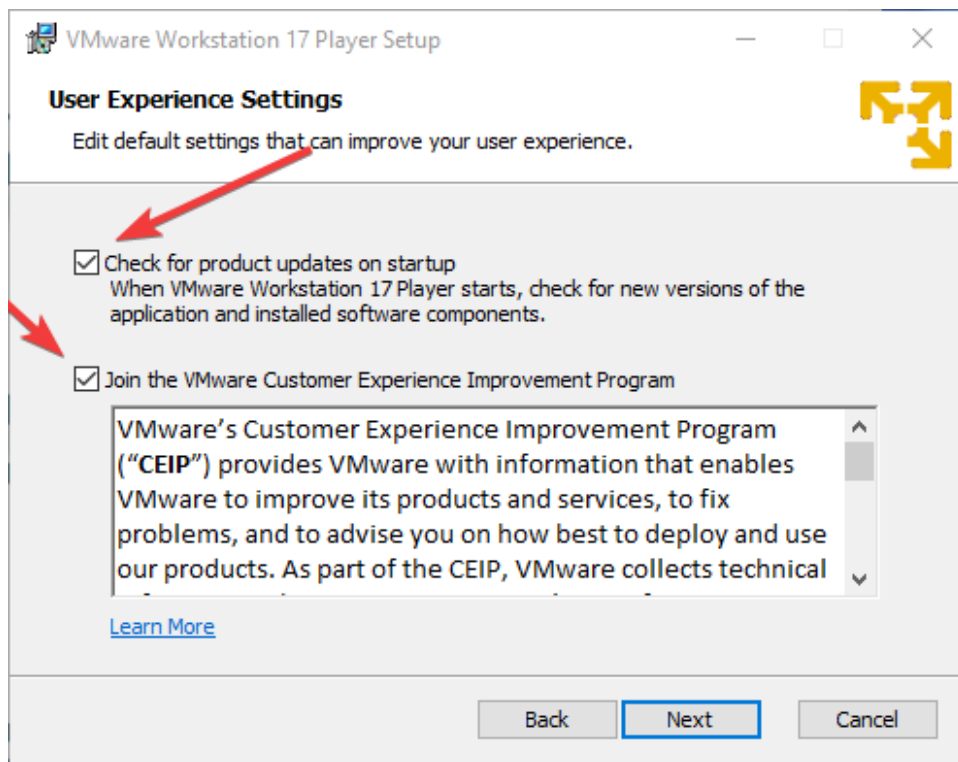 VMware Workstation 17 Player Setup
User Experience Settings
Edit default settings that can improve your user experience.
Check for product updates on startup
When VMware Workstation 17 Player starts, check for new versions of the
application and installed software components.
Join the VMware Customer Experience Improvement Program
VMware's Customer Experience Improvement Program
("CEIP") provides VMware with information that enables
VMware to improve its products and services, to fix
problems, and to advise you on how best to deploy and use
our products. As part of the CEIP, VMware collects technical
Learn More
Back Next Cancel